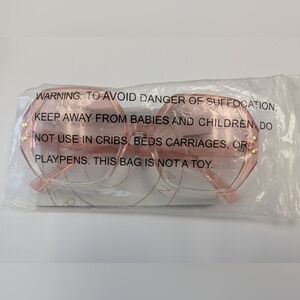 WARNING: TO AVOID DANGER OF SUFFOCATION,
KEEP AWAY FROM BABIES AND CHILDREN. DO
NOT USE IN CRIBS, BEDS CARRIAGES, OR
PLAYPENS. THIS BAG IS NOT A TOY.